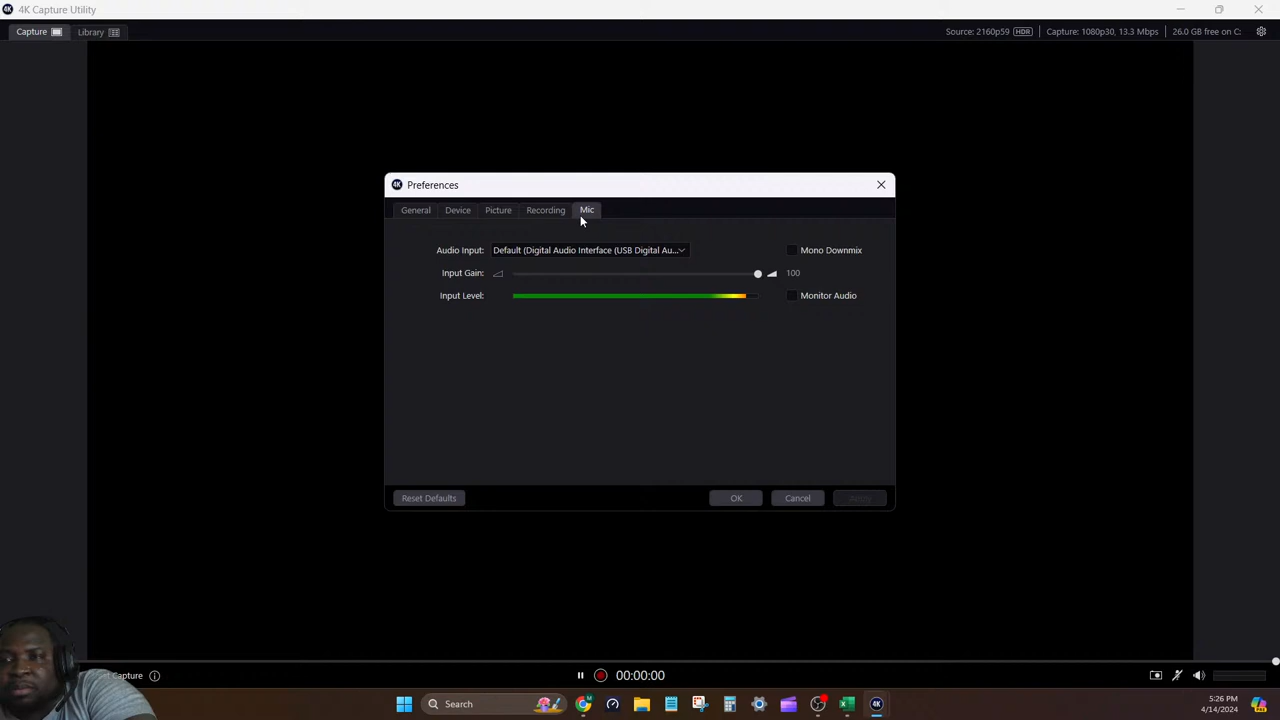 4K Capture Utility
Capture
Library
Source: 2160p59 HDR
Capture: 1080p30, 13.3 Mbps
26.0 GB free on C:
4K Preferences
General Device Picture Recording Mic
Audio Input: Default (Digital Audio Interface (USB Digital Au... Mono Downmix
Input Gain: 100
Input Level: Monitor Audio
Reset Defaults OK Cancel Apply
Capture
00:00:00
Search
4K
5:26 PM
4/14/2024